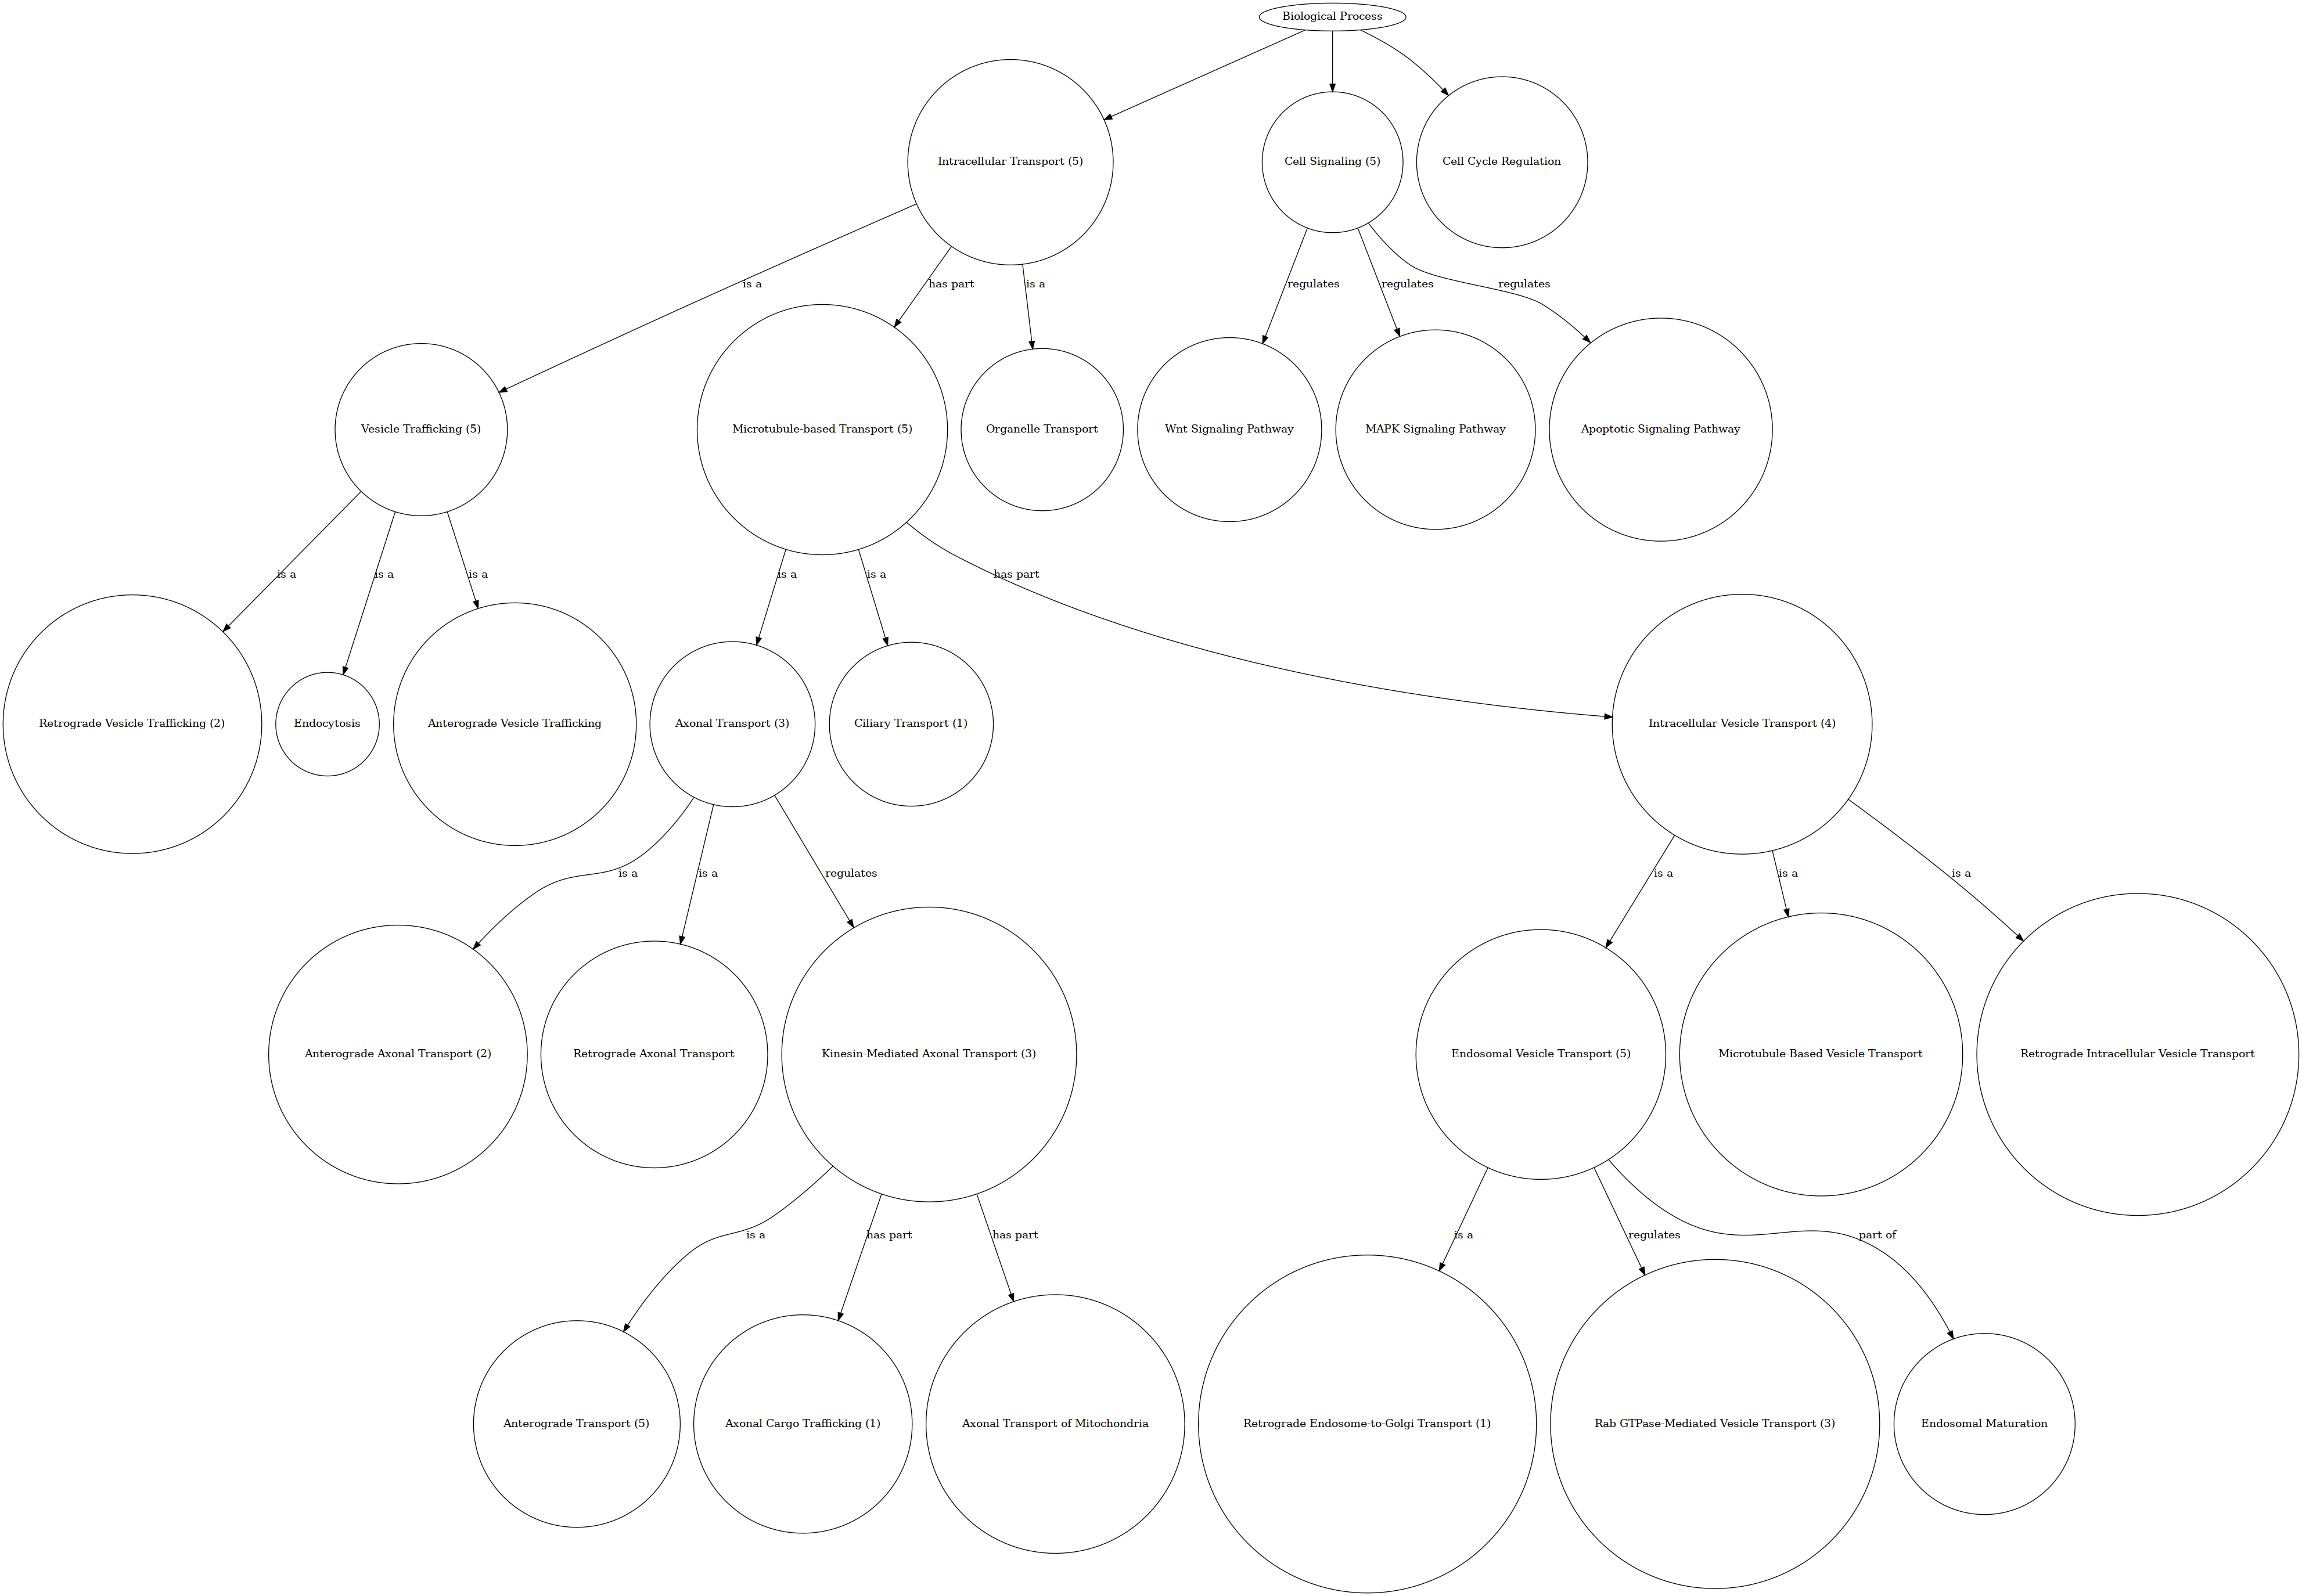 Biological Process
Intracellular Transport (5)
Cell Signaling (5)
Cell Cycle Regulation
is a
has part
is a
regulates
regulates
regulates
Vesicle Trafficking (5)
Microtubule-based Transport (5)
Organelle Transport
Wnt Signaling Pathway
MAPK Signaling Pathway
Apoptotic Signaling Pathway
is a
is a
is a
is a
is a
has part
Retrograde Vesicle Trafficking (2)
Endocytosis
Anterograde Vesicle Trafficking
Axonal Transport (3)
Ciliary Transport (1)
Intracellular Vesicle Transport (4)
is a
is a
regulates
is a
is a
is a
Anterograde Axonal Transport (2)
Retrograde Axonal Transport
Kinesin-Mediated Axonal Transport (3)
Endosomal Vesicle Transport (5)
Microtubule-Based Vesicle Transport
Retrograde Intracellular Vesicle Transport
is a
has part
has part
is a
regulates
part of
Anterograde Transport (5)
Axonal Cargo Trafficking (1)
Axonal Transport of Mitochondria
Retrograde Endosome-to-Golgi Transport (1)
Rab GTPase-Mediated Vesicle Transport (3)
Endosomal Maturation